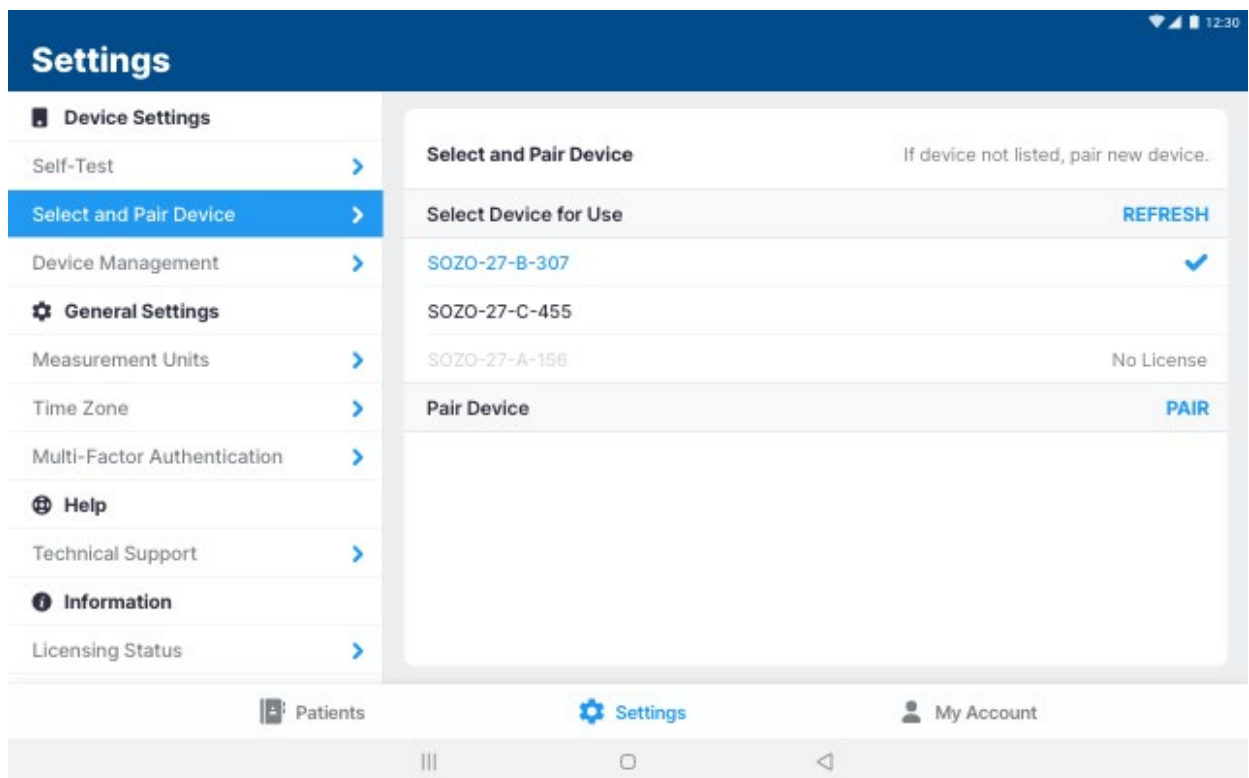 12:30
Settings
Device Settings
Self-Test
Select and Pair Device
Device Management
General Settings
Measurement Units
Time Zone
Multi-Factor Authentication
Help
Technical Support
Information
Licensing Status
Select and Pair Device If device not listed, pair new device.
Select Device for Use REFRESH
SOZO-27-B-307
SOZO-27-C-455
SOZO-27-A-156 No License
Pair Device PAIR
Patients Settings My Account